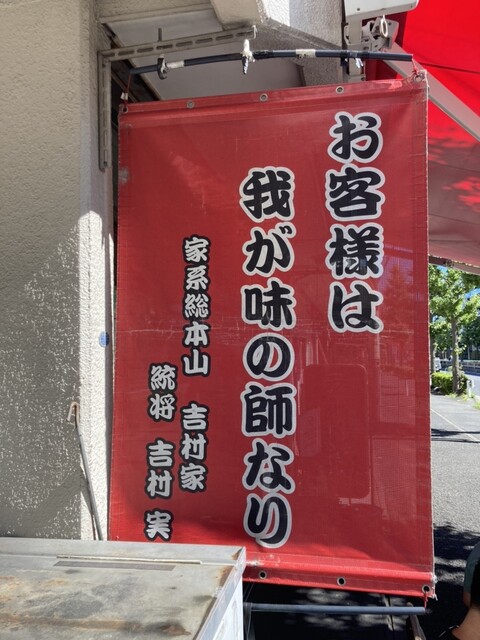 お客様は
我が味の師なり
家系総本山 吉村家
統将 吉村 実